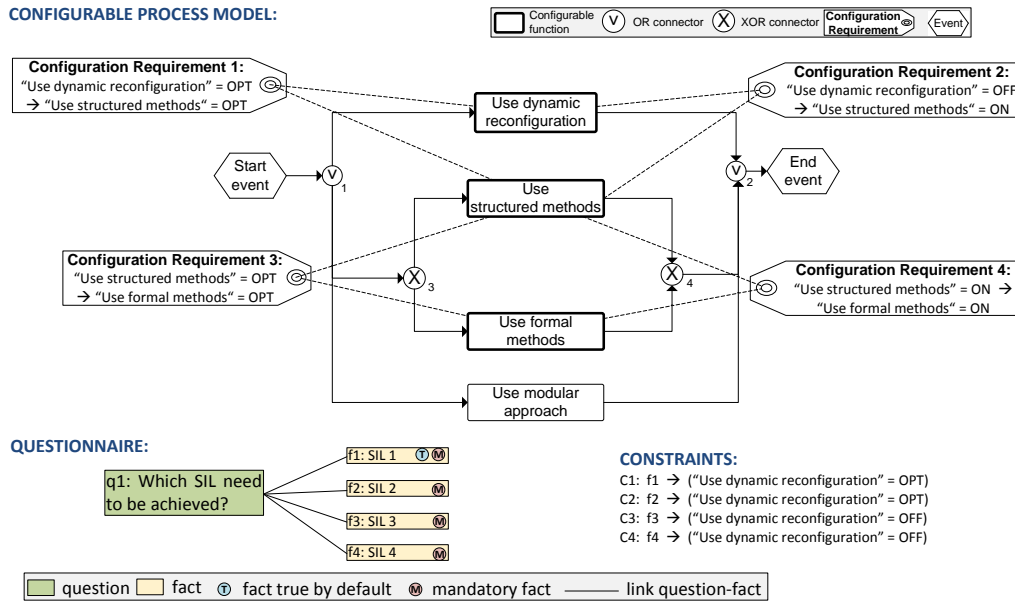 CONFIGURABLE PROCESS MODEL:
Configurable function
V
OR connector
X
XOR connector
Configuration Requirement
Event
Configuration Requirement 1:
“Use dynamic reconfiguration” = OPT
→ “Use structured methods“ = OPT
Configuration Requirement 2:
“Use dynamic reconfiguration” = OFF
→ “Use structured methods“ = ON
Use dynamic
reconfiguration
Start
event
V
1
Use
structured methods
V
2
End
event
Configuration Requirement 3:
“Use structured methods” = OPT
→ “Use formal methods“ = OPT
X
3
X
4
Configuration Requirement 4:
“Use structured methods” = ON →
“Use formal methods“ = ON
Use formal
methods
Use modular
approach
QUESTIONNAIRE:
q1: Which SIL need
to be achieved?
f1: SIL 1 T M
f2: SIL 2 M
f3: SIL 3 M
f4: SIL 4 M
CONSTRAINTS:
C1: f1 → (“Use dynamic reconfiguration” = OPT)
C2: f2 → (“Use dynamic reconfiguration” = OPT)
C3: f3 → (“Use dynamic reconfiguration” = OFF)
C4: f4 → (“Use dynamic reconfiguration” = OFF)
question fact T fact true by default M mandatory fact link question-fact